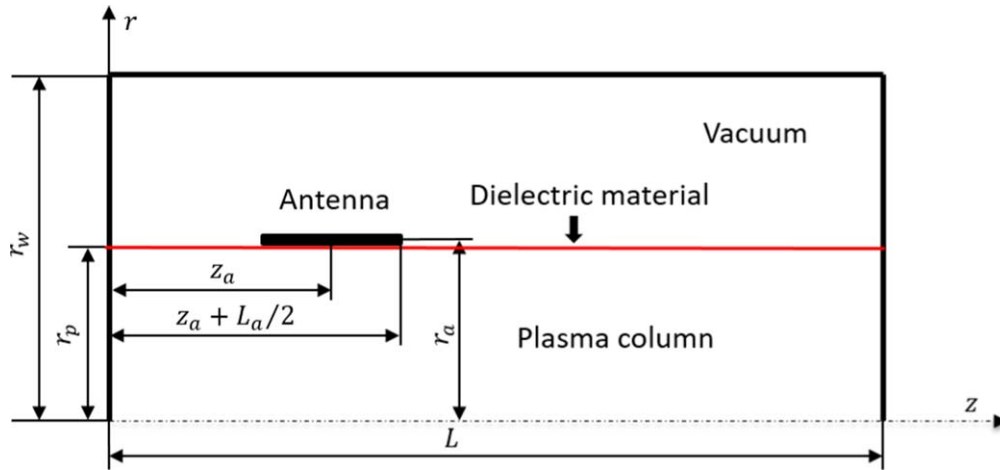 r
Vacuum
Antenna
Dielectric material
r_w
z_a
z_a + L_a/2
r_p
r_a
Plasma column
z
L